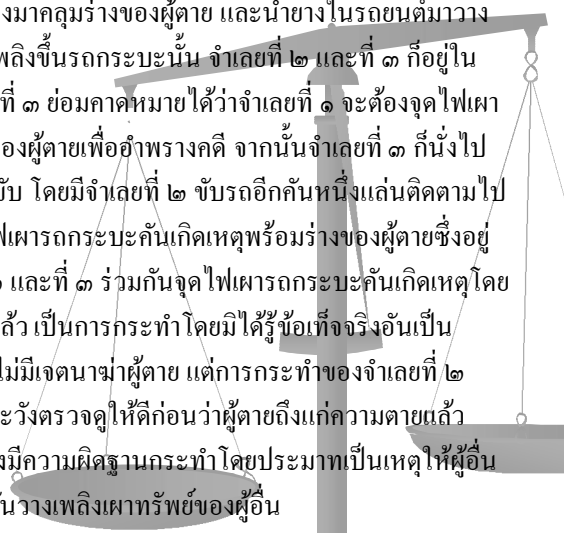 งมาคลุมร่างของผู้ตาย และนำยางในรถยนต์มาวาง
พลิงขึ้นรถกระบะนั้น จำเลยที่ ๒ และที่ ๓ ก็อยู่ใน
ที่ ๓ ย่อมคาดหมายได้ว่าจำเลยที่ ๑ จะต้องจุดไฟเผา
องผู้ตายเพื่ออำพรางคดี จากนั้นจำเลยที่ ๓ ก็นั่งไป
ับ โดยมีจำเลยที่ ๒ ขับรถอีกคันหนึ่งแล่นติดตามไป
ฟเผารถกระบะคันเกิดเหตุพร้อมร่างของผู้ตายซึ่งอยู่
และที่ ๓ ร่วมกันจุดไฟเผารถกระบะคันเกิดเหตุโดย
ล้ว เป็นการกระทำโดยมิได้รู้ข้อเท็จจริงอันเป็น
ไม่มีเจตนาฆ่าผู้ตาย แต่การกระทำของจำเลยที่ ๒
ะวังตรวจดูให้ดีก่อนว่าผู้ตายถึงแก่ความตายแล้ว
งมีความผิดฐานกระทำโดยประมาทเป็นเหตุให้ผู้อื่น
ันวางเพลิงเผาทรัพย์ของผู้อื่น